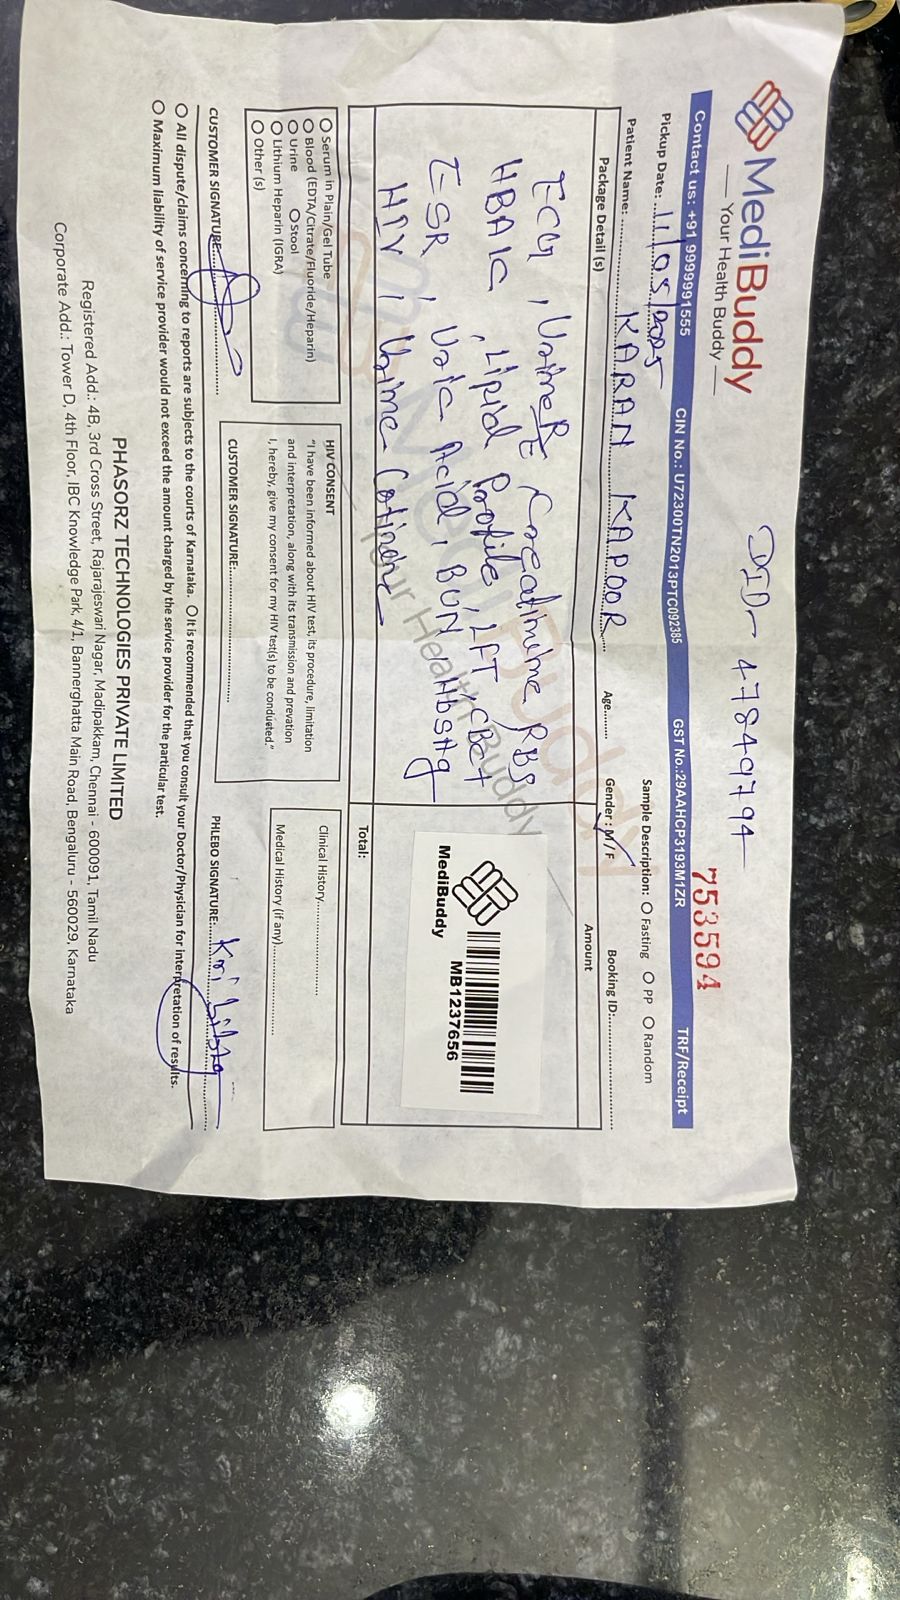 MediBuddy
Your Health Buddy
DID- 47849794
753594
Contact us: +91 9999991555 CIN No.: U72300TN2013PTC092385 GST No.:29AAHCP3193M1ZR TRF/Receipt
Pickup Date: 11/05/2025 Sample Description: Fasting PP Random
Patient Name: KARAN KAPOOR Age Gender : M / F Booking ID:
Package Detail (s) Amount
ECG, UrineRE Creatinine RBS
HBA1C, Lipid Profile, LFT, CBC
ESR, Uric Acid, BUN, HbsAg
HIV, Urine Cotinine
MediBuddy
MB1237656
MediBuddy
Your Health Buddy
Total:
Serum in Plain/Gel Tube
Blood (EDTA/Citrate/Fluoride/Heparin)
Urine Stool
Lithium Heparin (IGRA)
Other (s)
HIV CONSENT
"I have been informed about HIV test, its procedure, limitation
and interpretation, along with its transmission and prevation
I, hereby, give my consent for my HIV test(s) to be conducted."
Clinical History
Medical History (If any)
CUSTOMER SIGNATURE: CUSTOMER SIGNATURE: PHLEBO SIGNATURE:
All dispute/claims concerning to reports are subjects to the courts of Karnataka. It is recommended that you consult your Doctor/Physician for interpretation of results.
Maximum liability of service provider would not exceed the amount charged by the service provider for the particular test.
PHASORZ TECHNOLOGIES PRIVATE LIMITED
Registered Add.: 4B, 3rd Cross Street, Rajarajeswari Nagar, Madipakkam, Chennai - 600091, Tamil Nadu
Corporate Add.: Tower D, 4th Floor, IBC Knowledge Park, 4/1, Bannerghatta Main Road, Bengaluru - 560029, Karnataka